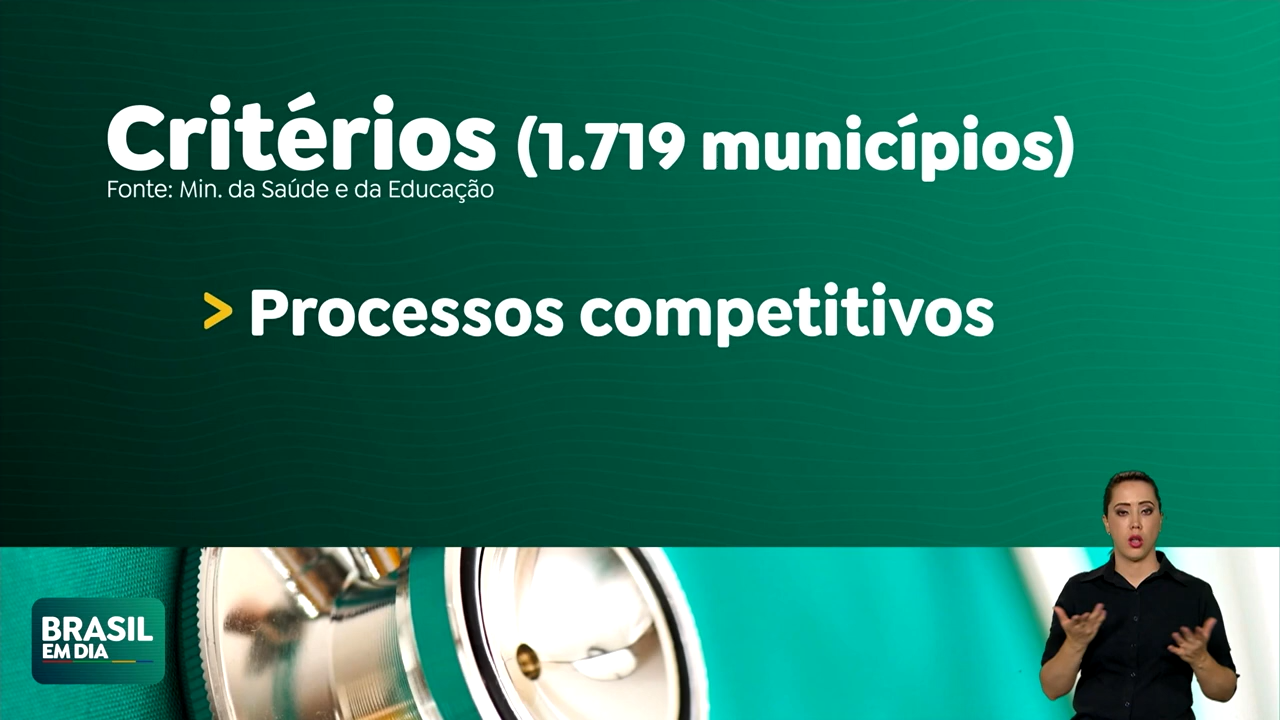 Critérios (1.719 municípios)
Fonte: Min. da Saúde e da Educação
> Processos competitivos
BRASIL
EM DIA